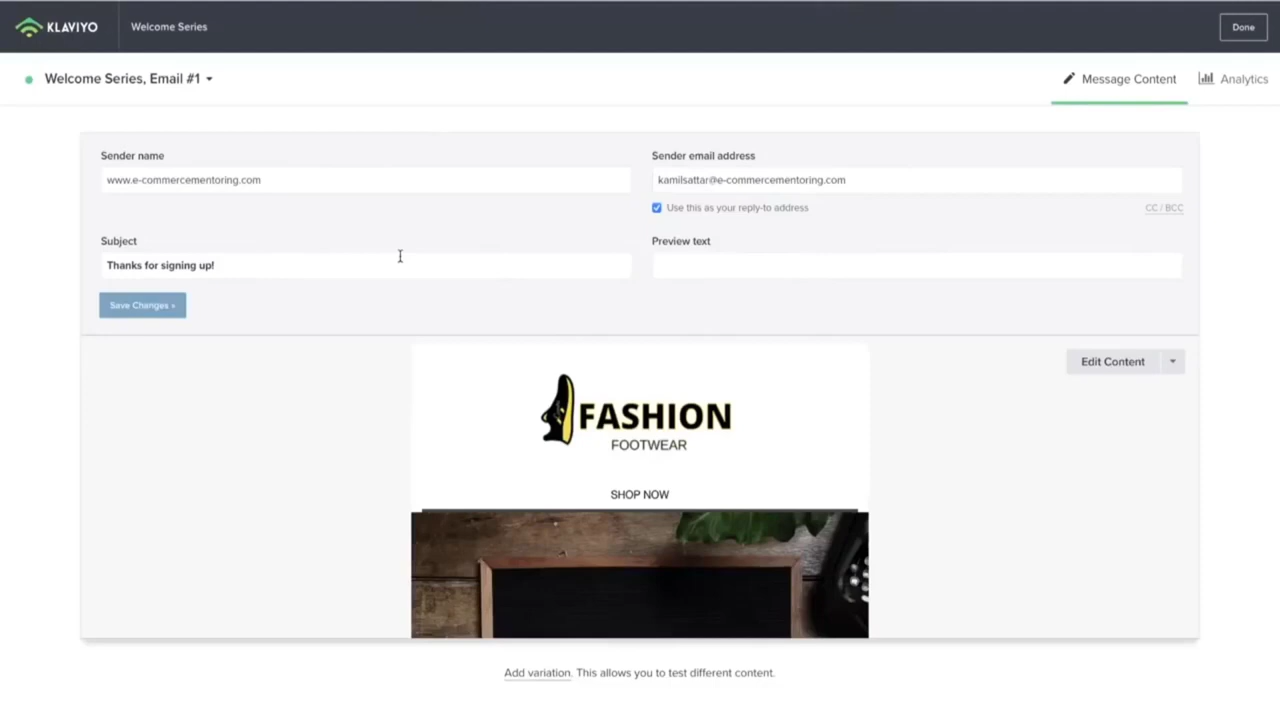 KLAVIYO
Welcome Series
Done
Welcome Series, Email #1
Message Content
Analytics
Sender name
Sender email address
www.e-commercementoring.com
kamilsattar@e-commercementoring.com
Use this as your reply-to address
CC / BCC
Subject
Preview text
Thanks for signing up!
Save Changes »
Edit Content
FASHION
FOOTWEAR
SHOP NOW
Add variation. This allows you to test different content.